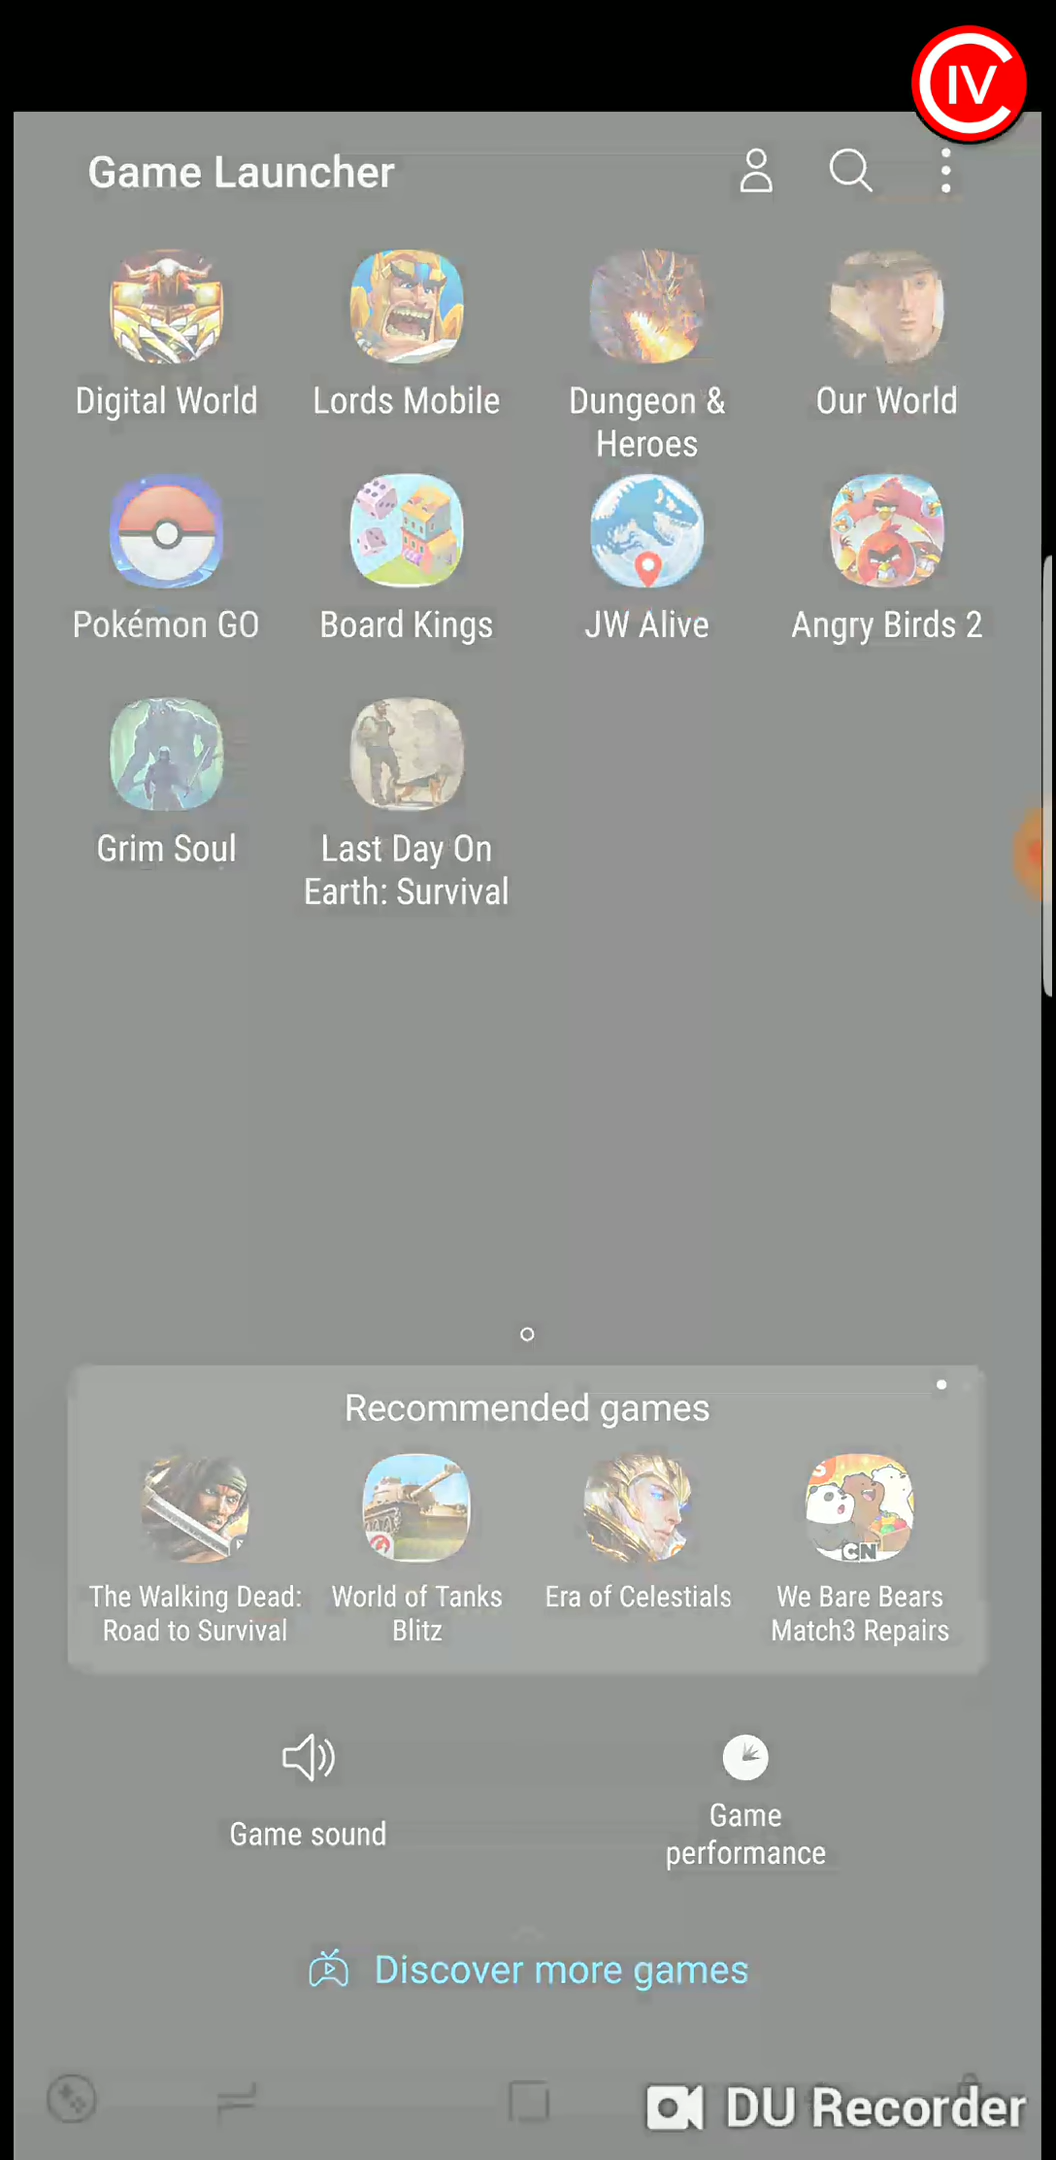 IV
Game Launcher
Digital World
Lords Mobile
Dungeon &
Heroes
Our World
Pokémon GO
Board Kings
JW Alive
Angry Birds 2
Grim Soul
Last Day On
Earth: Survival
Recommended games
CN
The Walking Dead:
Road to Survival
World of Tanks
Blitz
Era of Celestials
We Bare Bears
Match3 Repairs
Game sound
Game
performance
Discover more games
DU Recorder